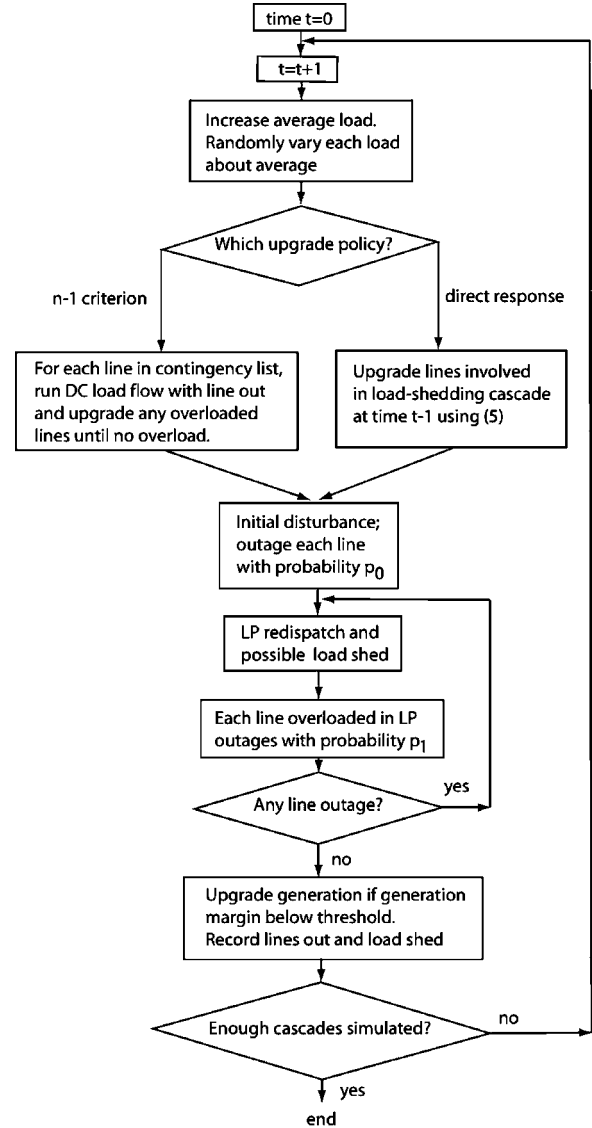 time t=0
t=t+1
Increase average load.
Randomly vary each load
about average
Which upgrade policy?
n-1 criterion
direct response
For each line in contingency list,
run DC load flow with line out
and upgrade any overloaded
lines until no overload.
Upgrade lines involved
in load-shedding cascade
at time t-1 using (5)
Initial disturbance;
outage each line
with probability p0
LP redispatch and
possible load shed
Each line overloaded in LP
outages with probability p1
Any line outage?
yes
no
Upgrade generation if generation
margin below threshold.
Record lines out and load shed
Enough cascades simulated?
no
yes
end